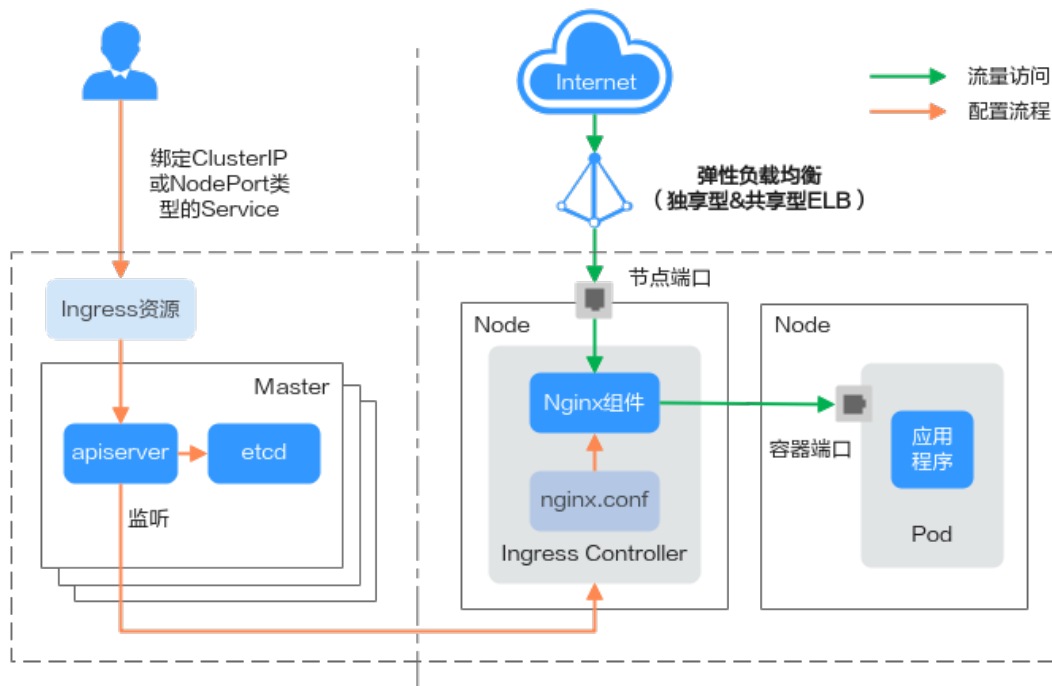 Internet
流量访问
配置流程
绑定ClusterIP
或NodePort类
型的Service
弹性负载均衡
（独享型&共享型ELB）
节点端口
Ingress资源
Master
apiserver
etcd
监听
Node
Nginx组件
nginx.conf
Ingress Controller
Node
容器端口
应用
程序
Pod